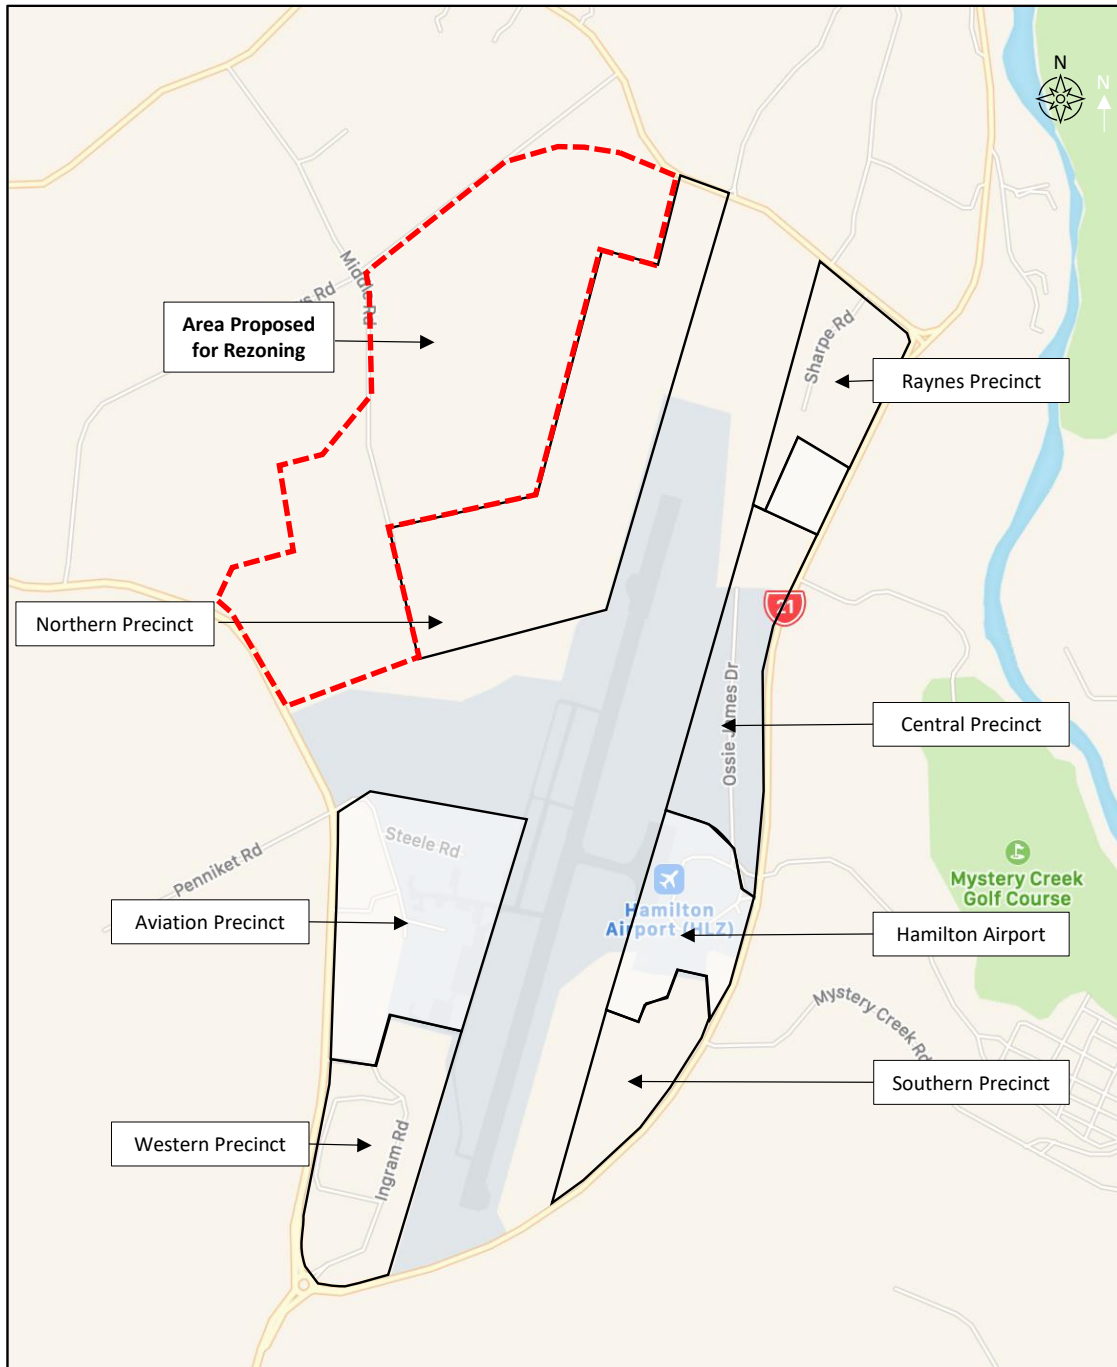 N
N
Middle Rd
s Rd
Area Proposed
for Rezoning
Sharpe Rd
Raynes Precinct
21
Northern Precinct
Ossie James Dr
Central Precinct
Steele Rd
Penniket Rd
Mystery Creek
Golf Course
Hamilton
Airport (HLZ)
Aviation Precinct
Hamilton Airport
Mystery Creek Rd
Southern Precinct
Western Precinct
Ingram Rd